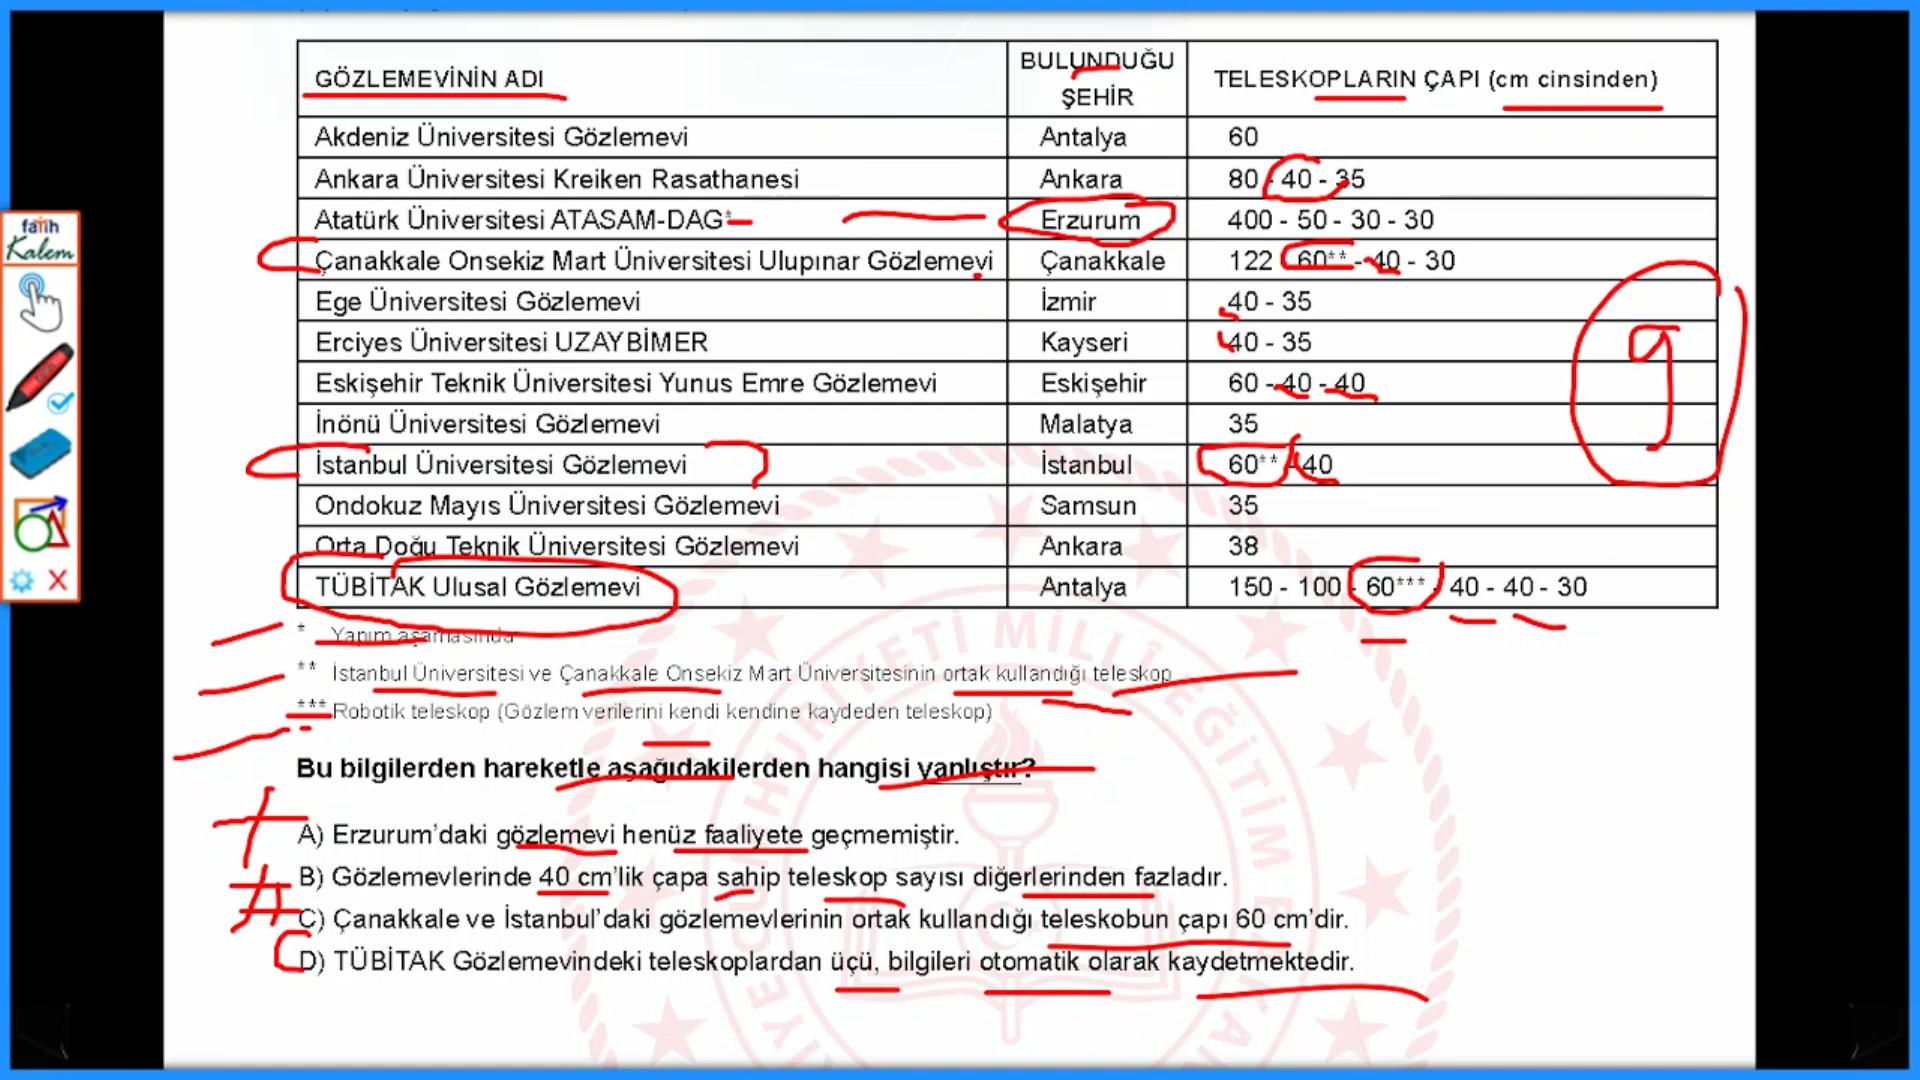 GÖZLEMEVİNİN ADI BULUNDUĞU ŞEHİR TELESKOPLARIN ÇAPI (cm cinsinden)
Akdeniz Üniversitesi Gözlemevi Antalya 60
Ankara Üniversitesi Kreiken Rasathanesi Ankara 80 - 40 - 35
Atatürk Üniversitesi ATASAM-DAG* Erzurum 400 - 50 - 30 - 30
Çanakkale Onsekiz Mart Üniversitesi Ulupınar Gözlemevi Çanakkale 122 - 60** - 40 - 30
Ege Üniversitesi Gözlemevi İzmir 40 - 35
fatih
Kalem
Erciyes Üniversitesi UZAYBİMER Kayseri 40 - 35
9
Eskişehir Teknik Üniversitesi Yunus Emre Gözlemevi Eskişehir 60 - 40 - 40
İnönü Üniversitesi Gözlemevi Malatya 35
İstanbul Üniversitesi Gözlemevi İstanbul 60** - 40
Ondokuz Mayıs Üniversitesi Gözlemevi Samsun 35
Orta Doğu Teknik Üniversitesi Gözlemevi Ankara 38
TÜBİTAK Ulusal Gözlemevi Antalya 150 - 100 - 60*** - 40 - 40 - 30
* Yapım aşamasında
** İstanbul Üniversitesi ve Çanakkale Onsekiz Mart Üniversitesinin ortak kullandığı teleskop
*** Robotik teleskop (Gözlem verilerini kendi kendine kaydeden teleskop)
Bu bilgilerden hareketle aşağıdakilerden hangisi yanlıştır?
A) Erzurum'daki gözlemevi henüz faaliyete geçmemiştir.
B) Gözlemevlerinde 40 cm'lik çapa sahip teleskop sayısı diğerlerinden fazladır.
C) Çanakkale ve İstanbul'daki gözlemevlerinin ortak kullandığı teleskobun çapı 60 cm'dir.
D) TÜBİTAK Gözlemevindeki teleskoplardan üçü, bilgileri otomatik olarak kaydetmektedir.